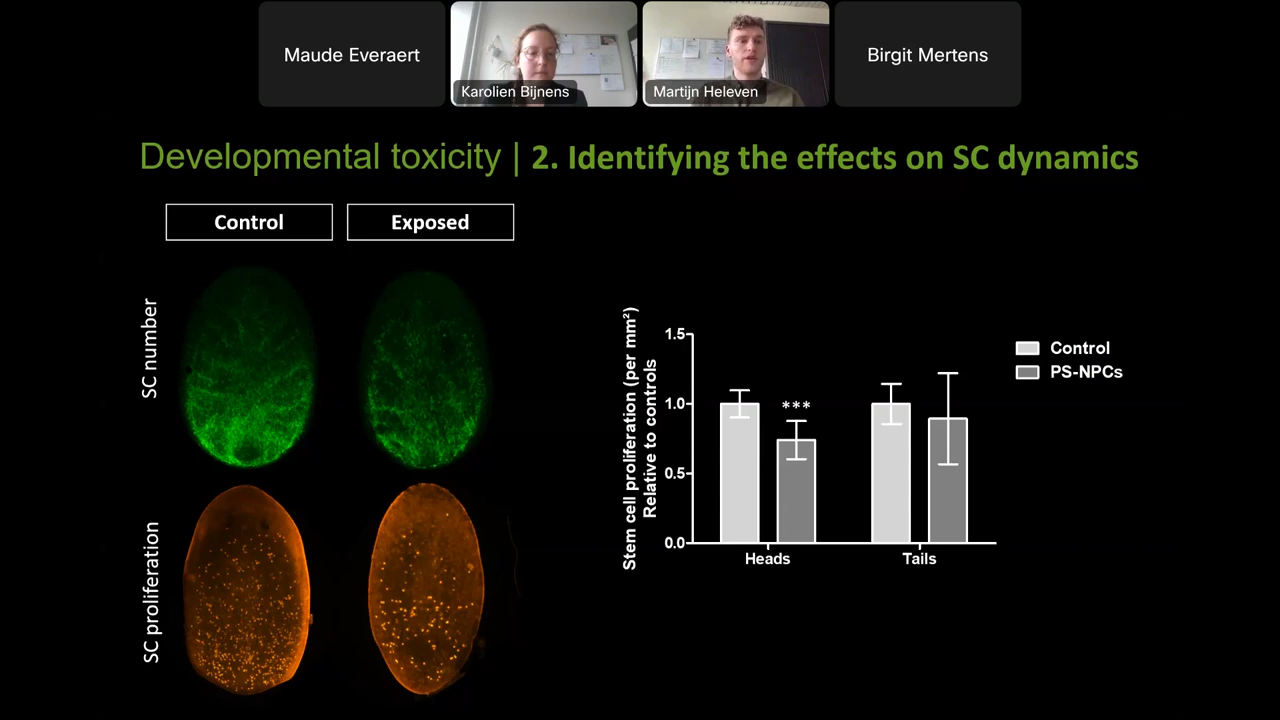 Maude Everaert
Karolien Bijnens
Martijn Heleven
Birgit Mertens
Developmental toxicity | 2. Identifying the effects on SC dynamics
Control
Exposed
SC number
SC proliferation
Stem cell proliferation (per mm²)
Relative to controls
1.5
1.0
0.5
0.0
***
Heads
Tails
Control
PS-NPCs